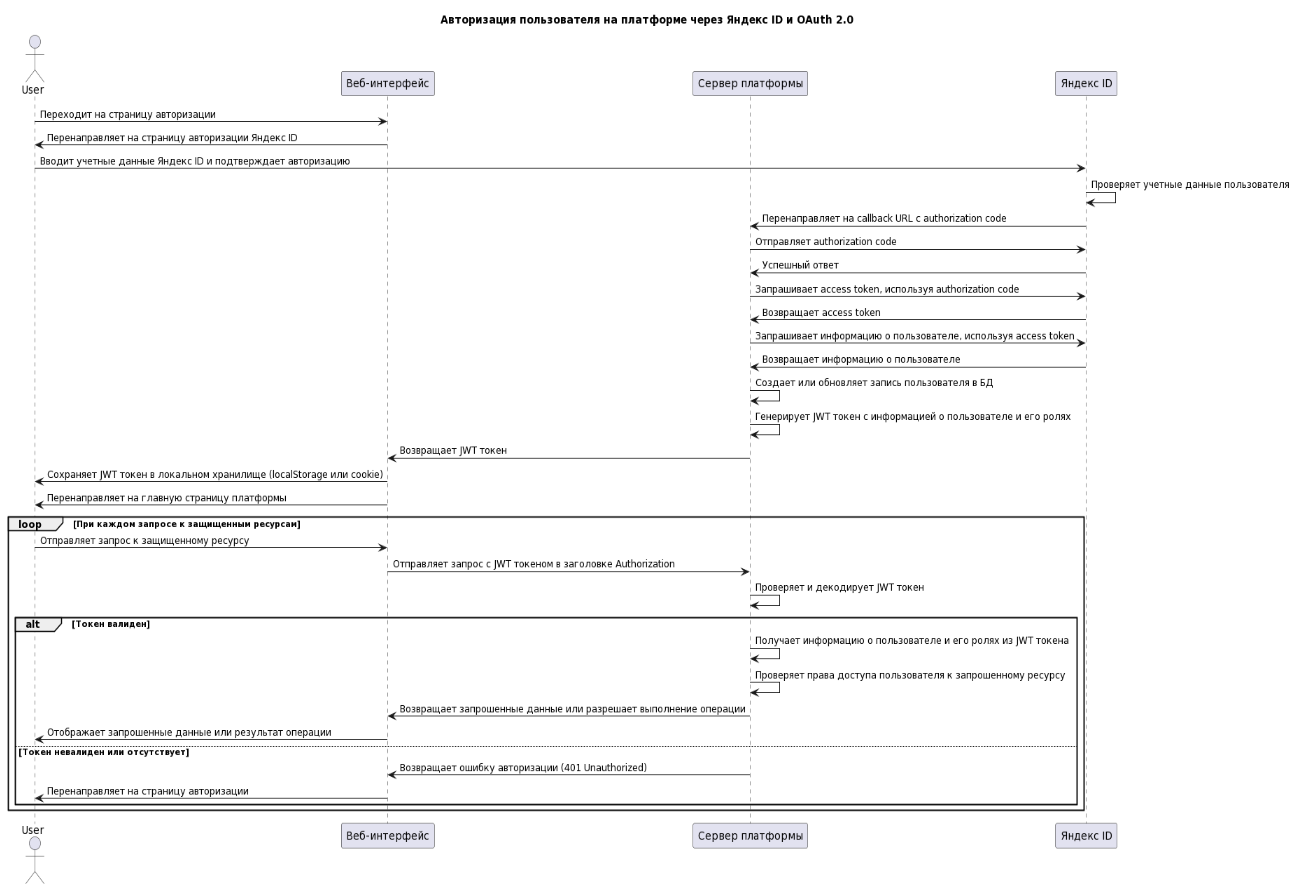 Авторизация пользователя на платформе через Яндекс ID и OAuth 2.0
User
Веб-интерфейс
Сервер платформы
Яндекс ID
Переходит на страницу авторизации
Перенаправляет на страницу авторизации Яндекс ID
Вводит учетные данные Яндекс ID и подтверждает авторизацию
Проверяет учетные данные пользователя
Перенаправляет на callback URL с authorization code
Отправляет authorization code
Успешный ответ
Запрашивает access token, используя authorization code
Возвращает access token
Запрашивает информацию о пользователе, используя access token
Возвращает информацию о пользователе
Создает или обновляет запись пользователя в БД
Генерирует JWT токен с информацией о пользователе и его ролях
Возвращает JWT токен
Сохраняет JWT токен в локальном хранилище (localStorage или cookie)
Перенаправляет на главную страницу платформы
loop
[При каждом запросе к защищенным ресурсам]
Отправляет запрос к защищенному ресурсу
Отправляет запрос с JWT токеном в заголовке Authorization
Проверяет и декодирует JWT токен
alt
[Токен валиден]
Получает информацию о пользователе и его ролях из JWT токена
Проверяет права доступа пользователя к запрошенному ресурсу
Возвращает запрошенные данные или разрешает выполнение операции
Отображает запрошенные данные или результат операции
[Токен невалиден или отсутствует]
Возвращает ошибку авторизации (401 Unauthorized)
Перенаправляет на страницу авторизации
User
Веб-интерфейс
Сервер платформы
Яндекс ID